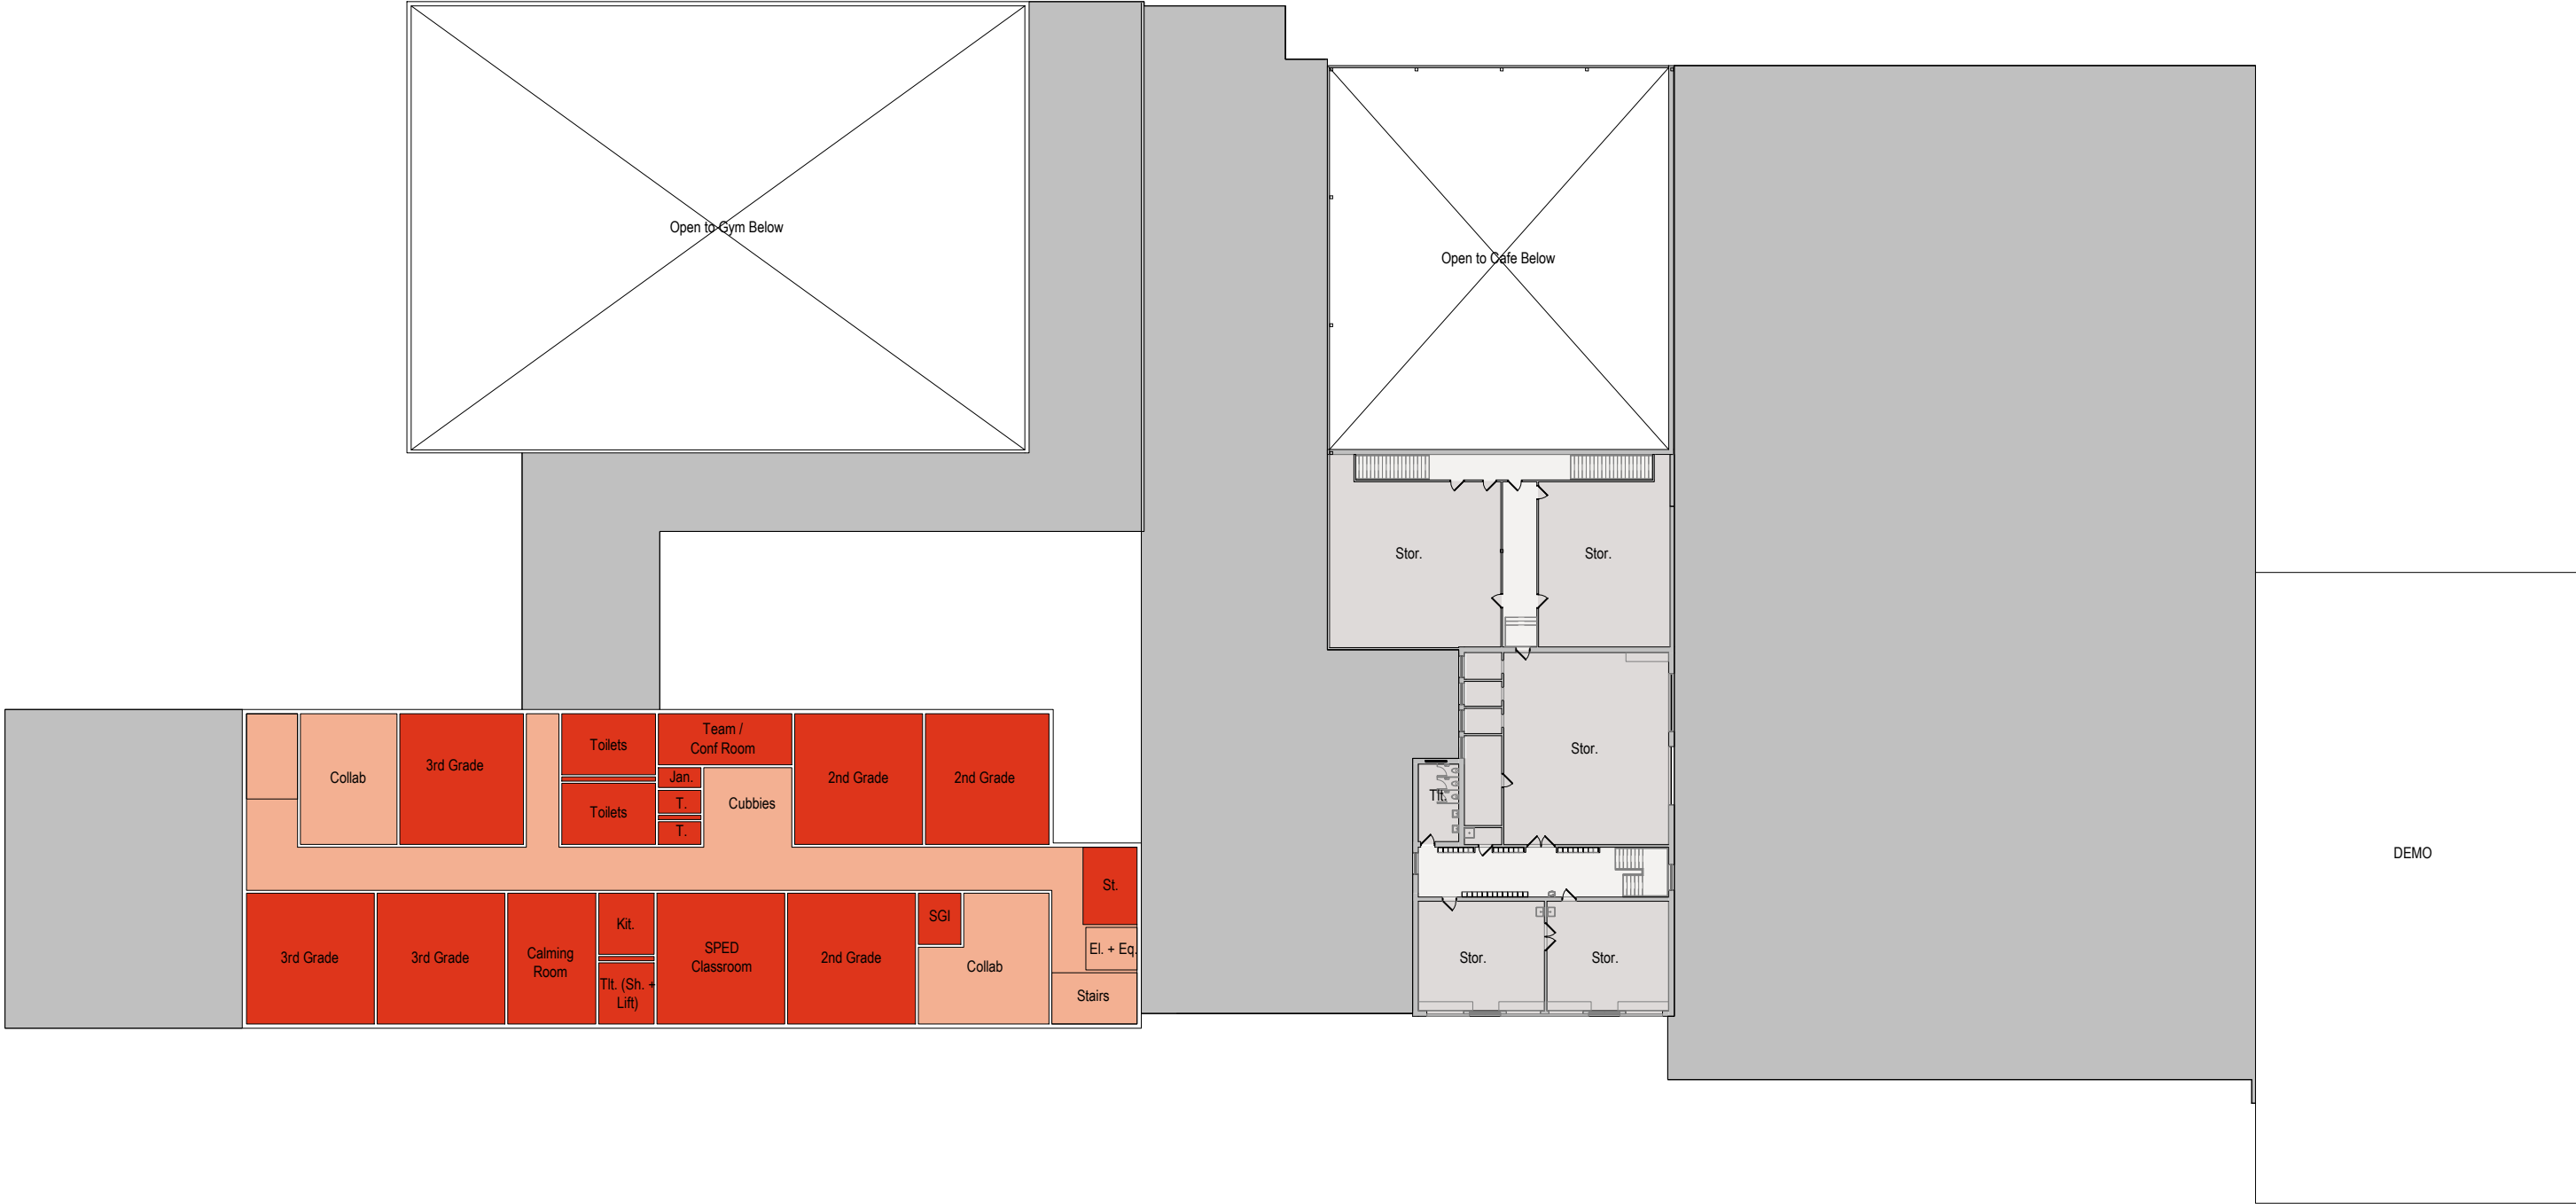 Open to Gym Below
Open to Cafe Below
Stor.
Stor.
Team /
Conf Room
Toilets
3rd Grade
Collab
Jan.
2nd Grade
2nd Grade
Stor.
T.
Cubbies
Tlt.
Toilets
T.
DEMO
St.
SGI
Kit.
El. + Eq.
SPED
Classroom
Calming
Room
3rd Grade
3rd Grade
2nd Grade
Collab
Stor.
Stor.
Tlt. (Sh. +
Lift)
Stairs